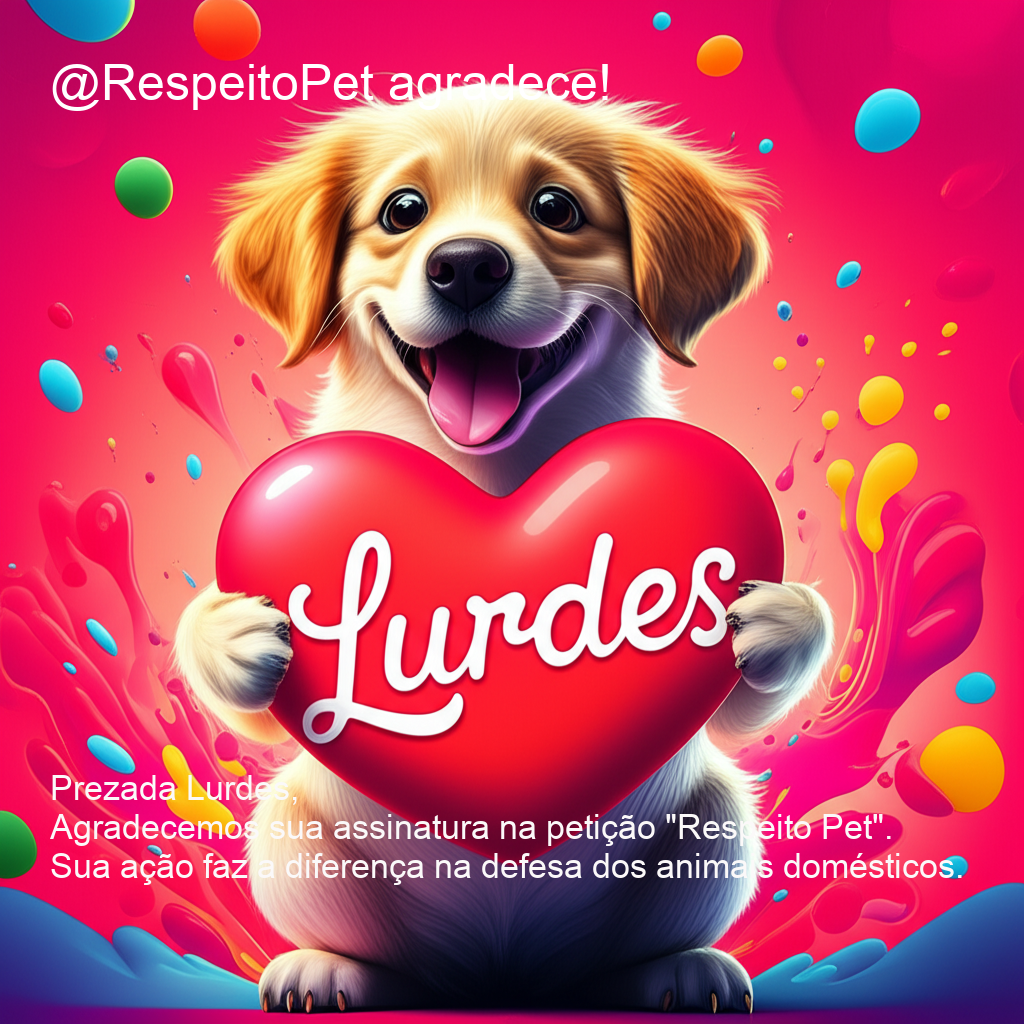 @RespeitoPet agradece!
Lurdes
Prezada Lurdes,
Agradecemos sua assinatura na petição "Respeito Pet".
Sua ação faz a diferença na defesa dos animais domésticos.